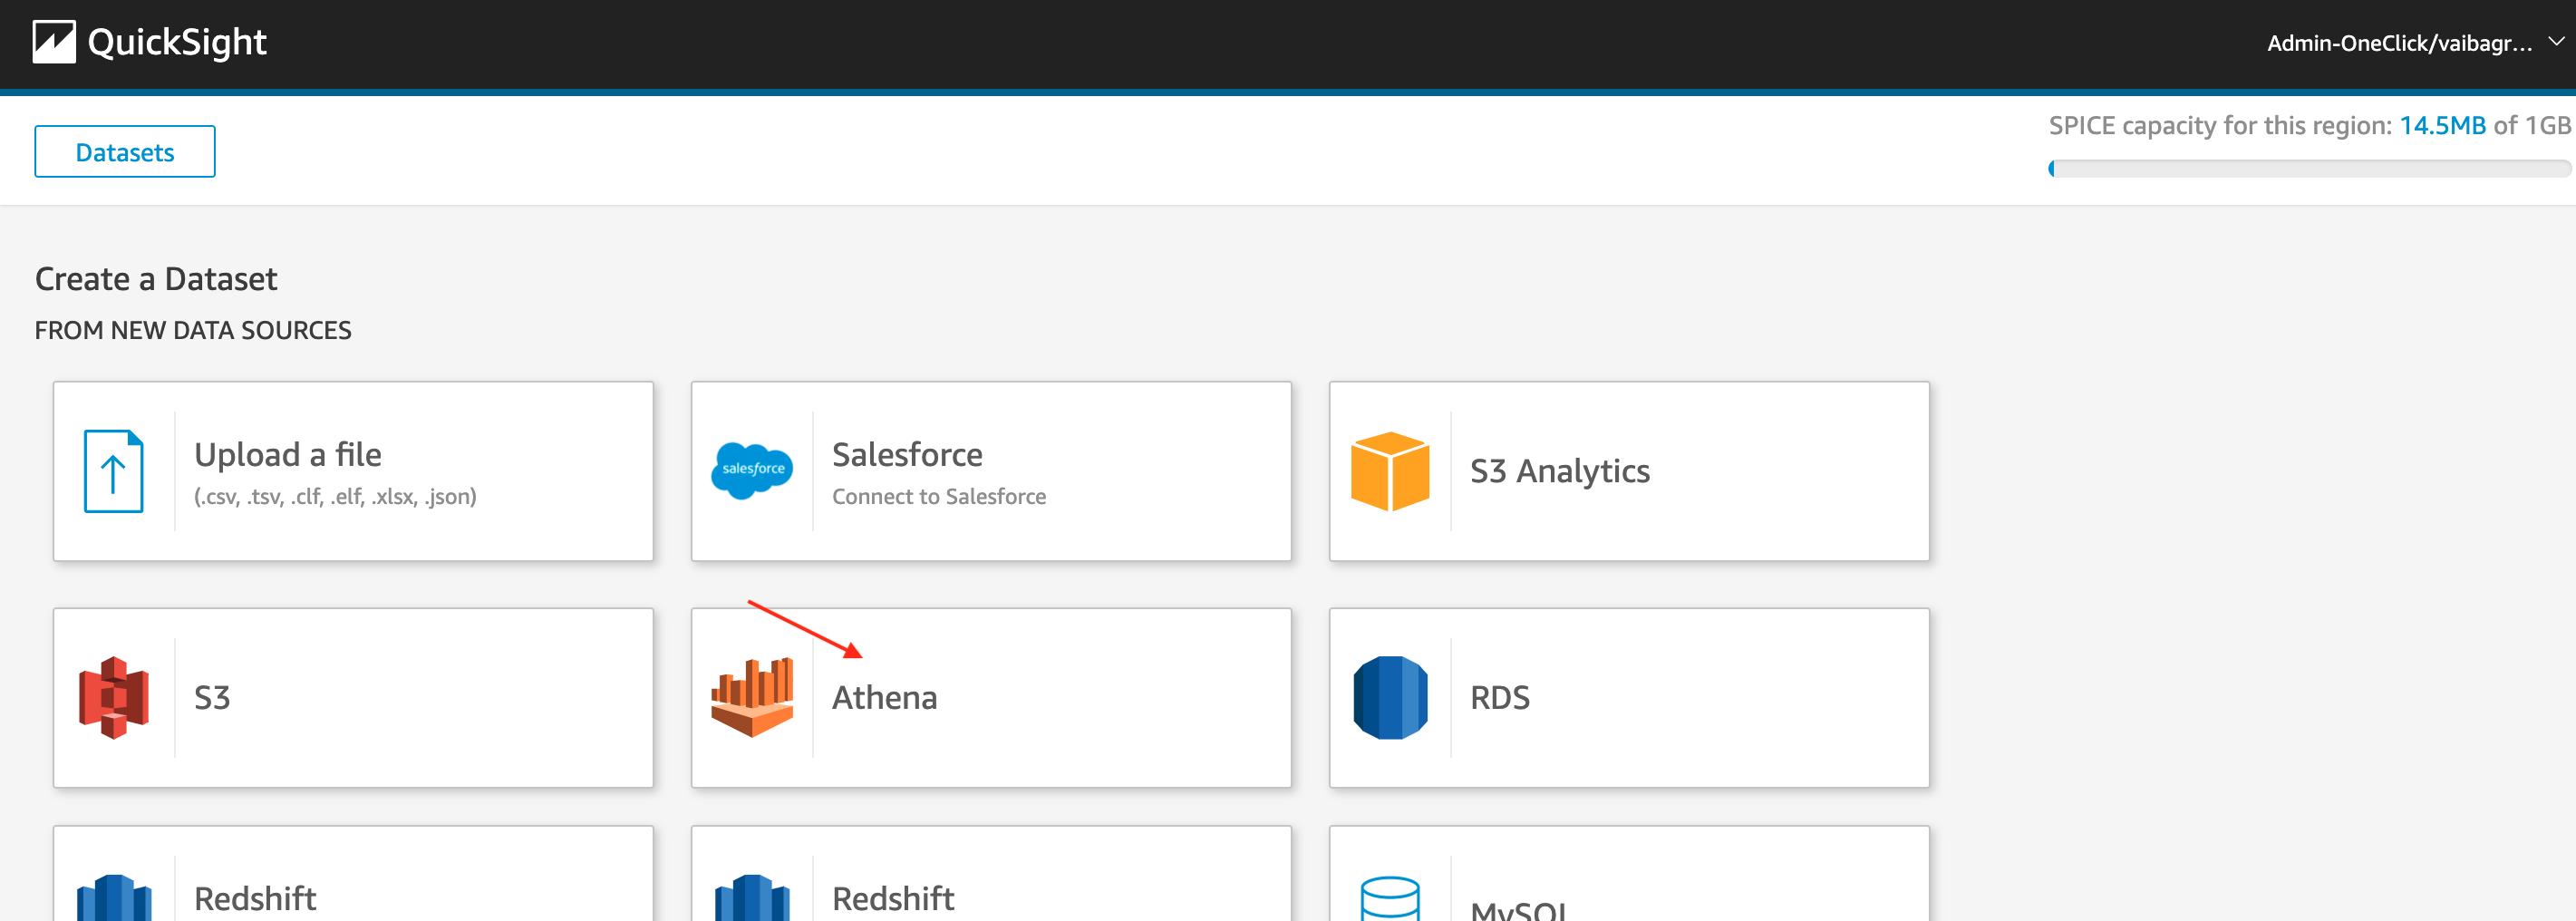 QuickSight
Admin-OneClick/vaibagr...
Datasets
SPICE capacity for this region: 14.5MB of 1GB
Create a Dataset
FROM NEW DATA SOURCES
Upload a file
(.csv, .tsv, .clf, .elf, .xlsx, .json)
salesforce
Salesforce
Connect to Salesforce
S3 Analytics
S3
Athena
RDS
Redshift
Redshift
MySQL